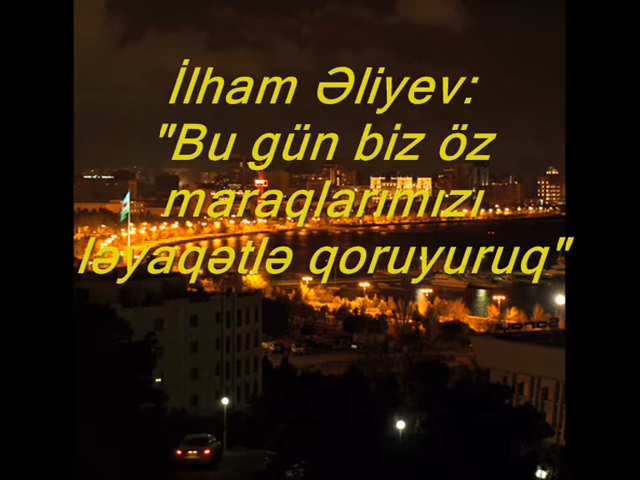 İlham Əliyev:
"Bu gün biz öz
maraqlarımızı
ləyaqətlə qoruyuruq"